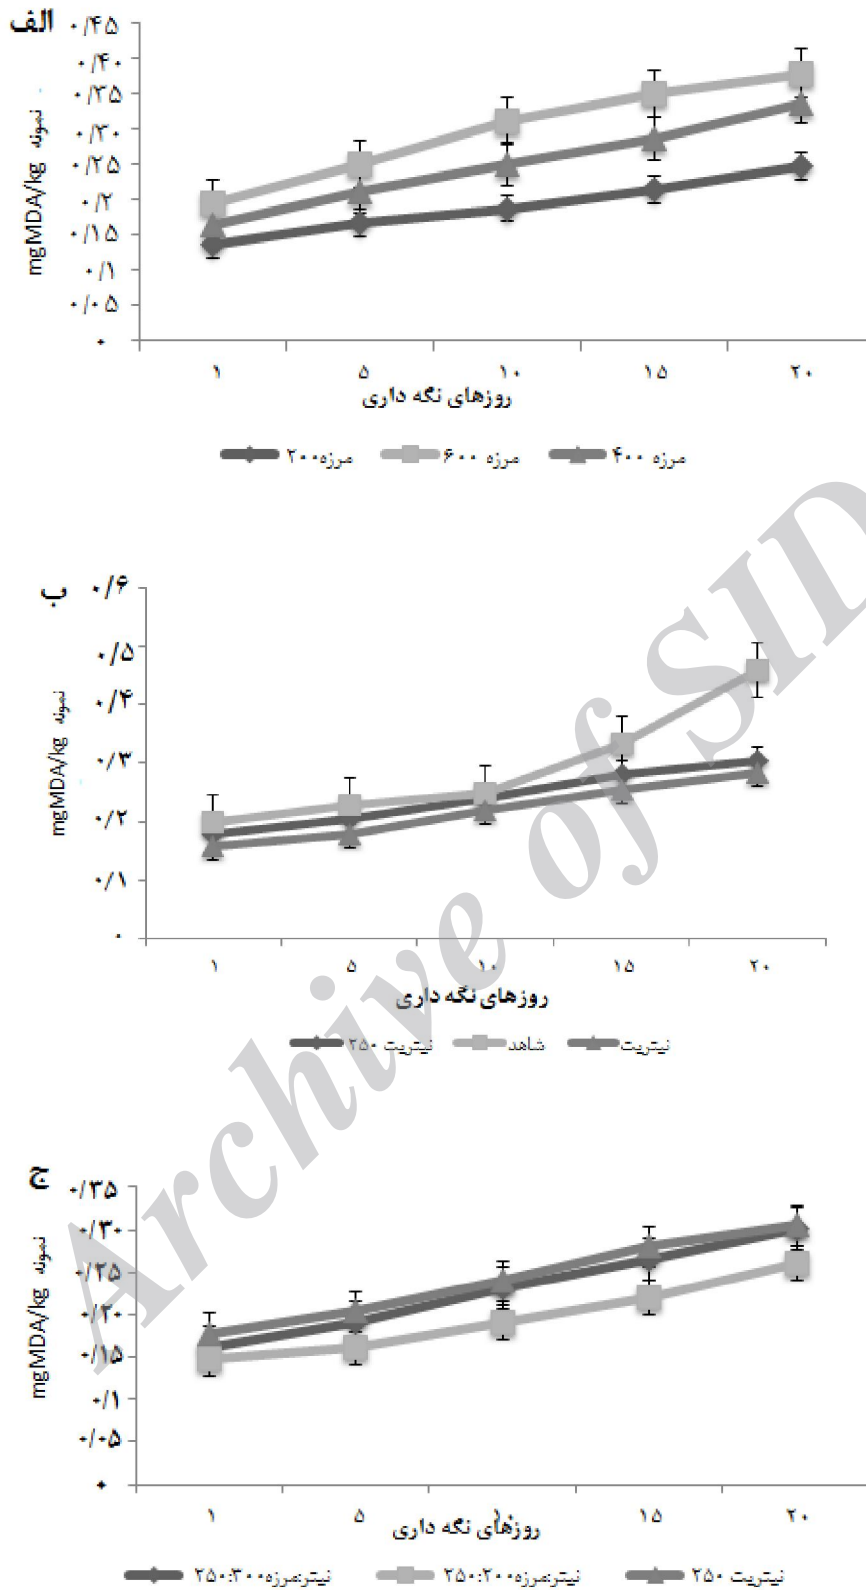 الف
۰/۴۵
۰/۴۰
۰/۳۵
۰/۳۰
۰/۲۵
۰/۲
۰/۱۵
۰/۱
۰/۰۵
۰
mgMDA/kg نمونه
۱ ۵ ۱۰ ۱۵ ۲۰
روزهای نگه داری
مرزه۲۰۰ مرزه ۶۰۰ مرزه ۴۰۰
ب
۰/۶
۰/۵
۰/۴
۰/۳
۰/۲
۰/۱
۰
mgMDA/kg نمونه
۱ ۵ ۱۰ ۱۵ ۲۰
روزهای نگه داری
نیتریت ۲۵۰ شاهد نیتریت
ج
۰/۳۵
۰/۳۰
۰/۲۵
۰/۲۰
۰/۱۵
۰/۱
۰/۰۵
۰
mgMDA/kg نمونه
۱ ۵ ۱۰ ۱۵ ۲۰
روزهای نگه داری
نیتر:مرزه۲۵۰:۳۰۰ نیتر:مرزه۲۵۰:۲۰۰ نیتریت ۲۵۰
Archive of SID